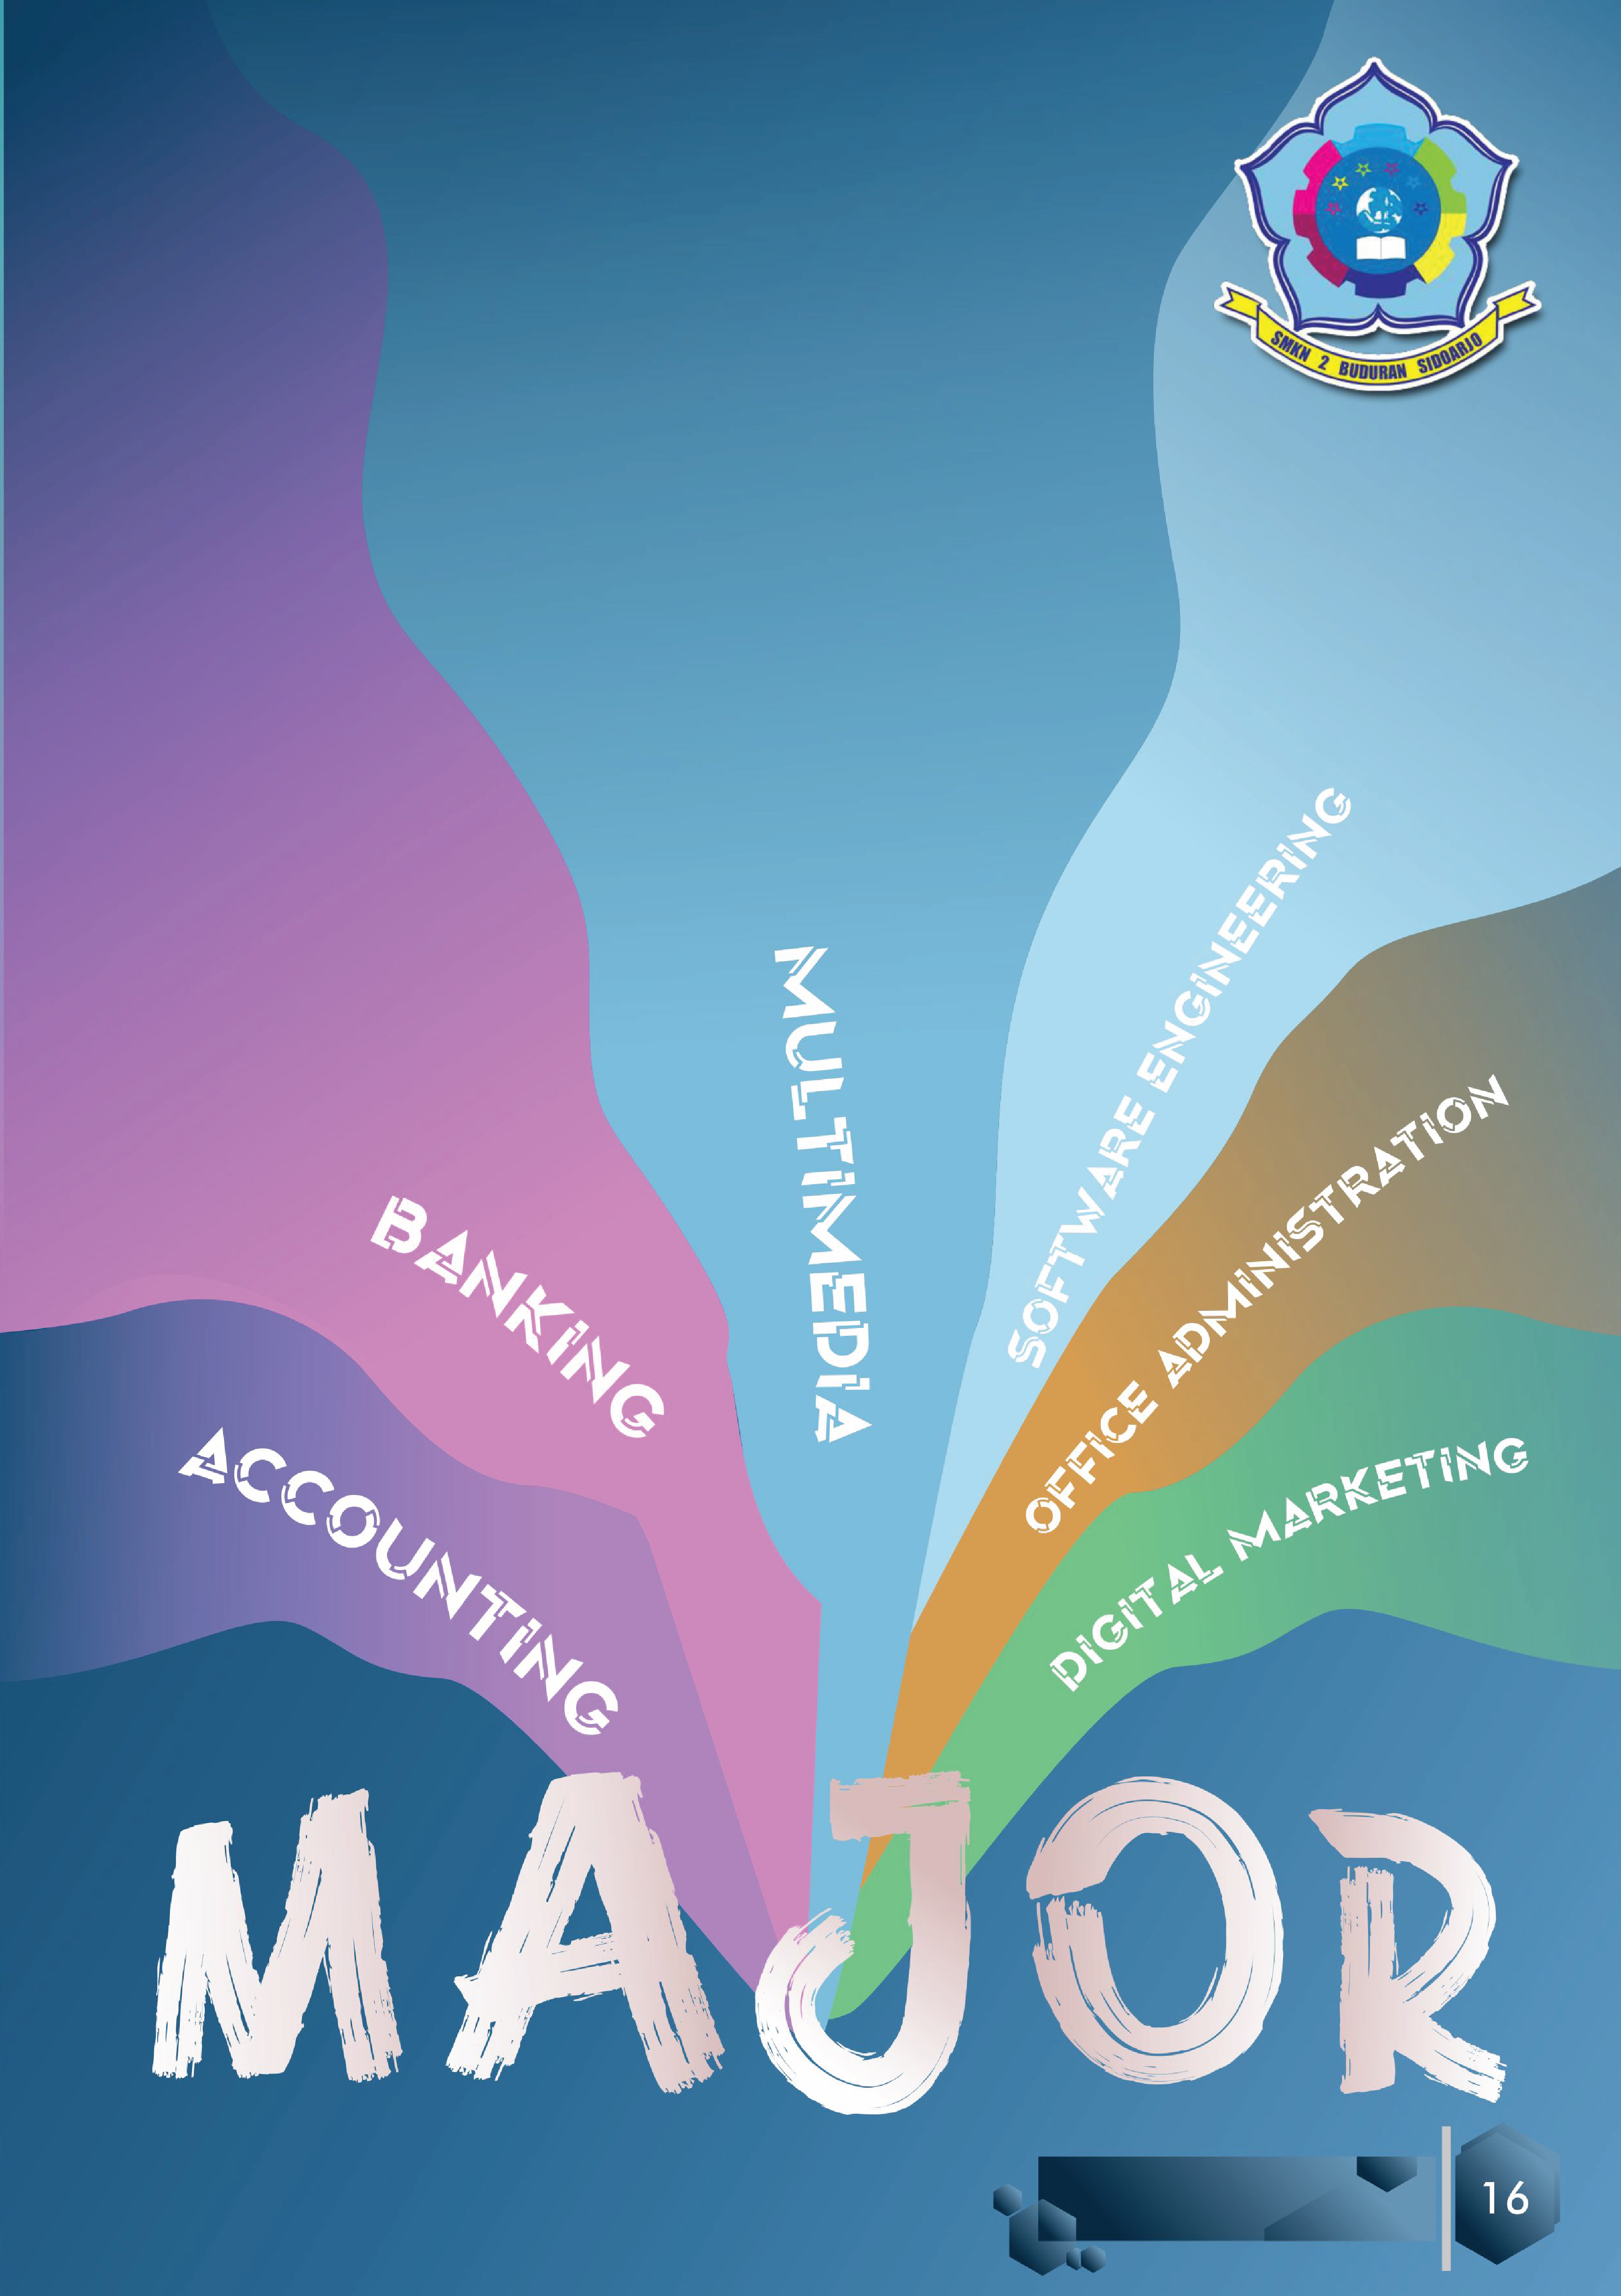 SMKN 2 BUDURAN SIDOARJO
MULTIMEDIA
SOFTWARE ENGINEERING
BANKING
OFFICE ADMINISTRATION
ACCOUNTING
DIGITAL MARKETING
MAJOR
16